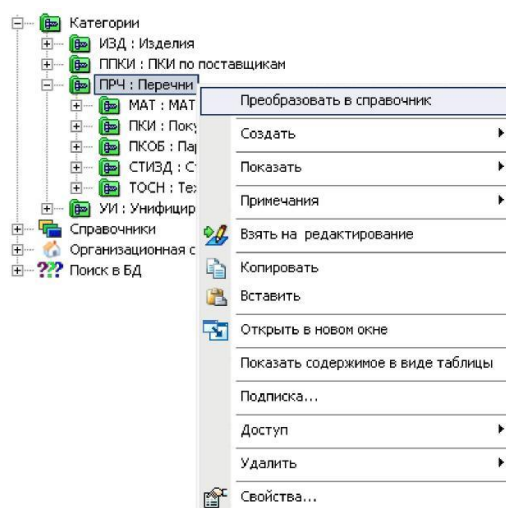 Категории
ИЗД : Изделия
ППКИ : ПКИ по поставщикам
ПРЧ : Перечни
МАТ : МАТ
ПКИ : Поку
ПКОБ : Пар
СТИЗД : С
ТОСН : Те
УИ : Унифицир
Справочники
Организационная с
??? Поиск в БД
Преобразовать в справочник
Создать
Показать
Примечания
Взять на редактирование
Копировать
Вставить
Открыть в новом окне
Показать содержимое в виде таблицы
Подписка...
Доступ
Удалить
Свойства...